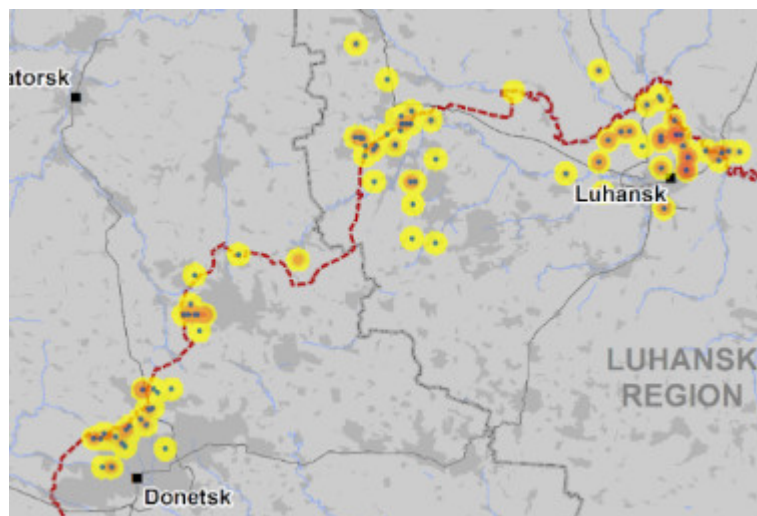 atorsk
Luhansk
LUHANSK
REGION
Donetsk